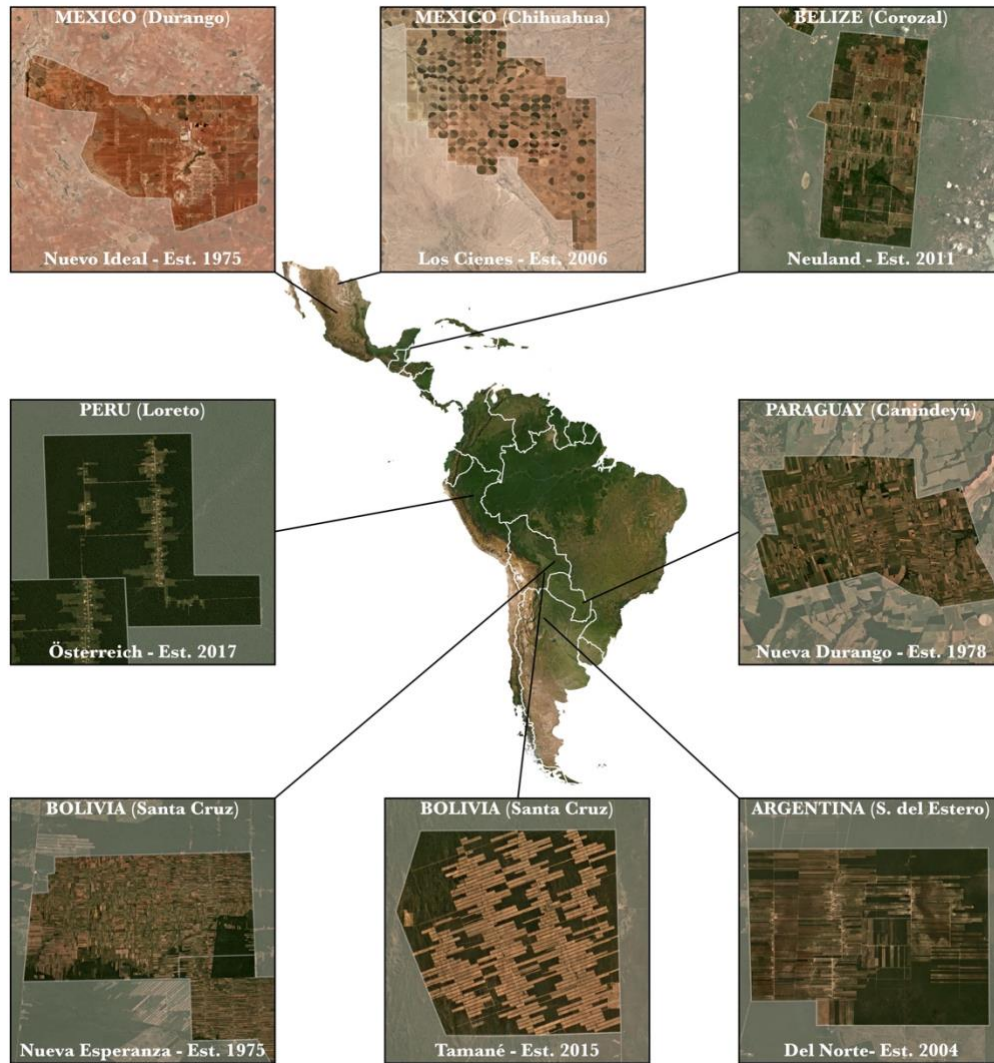 MEXICO (Durango)
Nuevo Ideal - Est. 1975
MEXICO (Chihuahua)
Los Cienes - Est. 2006
BELIZE (Corozal)
Neuland - Est. 2011
PERU (Loreto)
Österreich - Est. 2017
PARAGUAY (Canindeyú)
Nueva Durango - Est. 1978
BOLIVIA (Santa Cruz)
Nueva Esperanza - Est. 1975
BOLIVIA (Santa Cruz)
Tamané - Est. 2015
ARGENTINA (S. del Estero)
Del Norte- Est. 2004